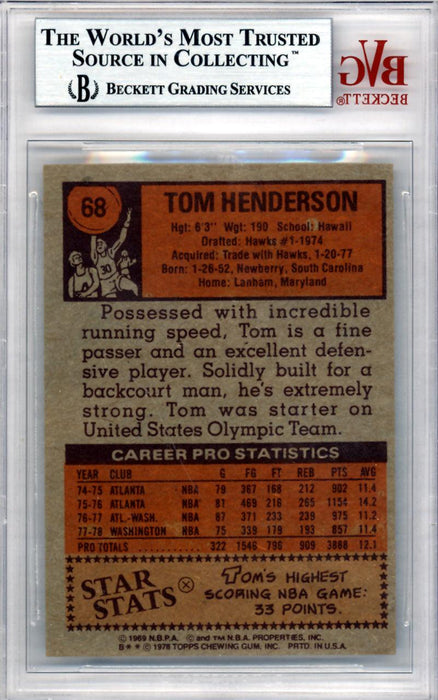 THE WORLD'S MOST TRUSTED
SOURCE IN COLLECTING™
B BECKETT GRADING SERVICES
BVG
BECKETT®
68
30
TOM HENDERSON
Hgt: 6'3" Wgt: 190 School: Hawaii
Drafted: Hawks #1-1974
Acquired: Trade with Hawks, 1-20-77
Born: 1-26-52, Newberry, South Carolina
Home: Lanham, Maryland
Possessed with incredible
running speed, Tom is a fine
passer and an excellent defen-
sive player. Solidly built for a
backcourt man, he's extremely
strong. Tom was starter on
United States Olympic Team.
CAREER PRO STATISTICS
YEAR CLUB G FG FT REB PTS AVG
74-75 ATLANTA NBA 79 367 168 212 902 11.4
75-76 ATLANTA NBA 81 469 216 265 1154 14.2
76-77 ATL.-WASH. NBA 87 371 233 239 975 11.2
77-78 WASHINGTON NBA 75 339 179 193 857 11.4
PRO TOTALS 322 1546 796 909 3888 12.1
STAR
STATS
TOM'S HIGHEST
SCORING NBA GAME:
33 POINTS.
© 1969 N.B.P.A. © and TM N.B.A. PROPERTIES, INC.
B * * © 1978 TOPPS CHEWING GUM, INC. PRTD. IN U.S.A.